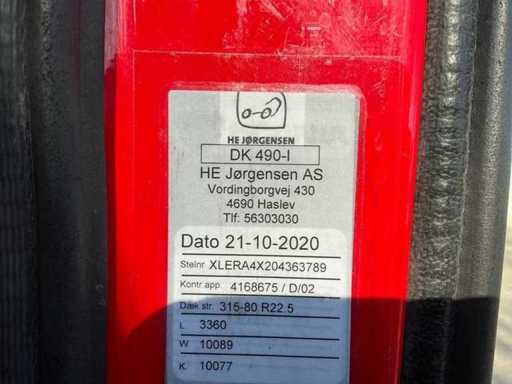 HE JØRGENSEN
DK 490-I
HE Jørgensen AS
Vordingborgvej 430
4690 Haslev
Tlf: 56303030
Dato 21-10-2020
Stelnr XLERA4X204363789
Kontr.app. 4168675 / D/02
Dæk str. 315-80 R22.5
L 3360
W 10089
K 10077